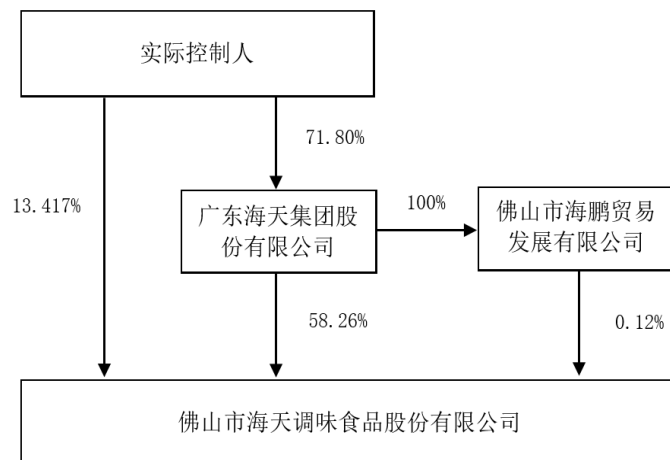 实际控制人
71.80%
13.417%
广东海天集团股
份有限公司
100%
佛山市海鹏贸易
发展有限公司
58.26%
0.12%
佛山市海天调味食品股份有限公司